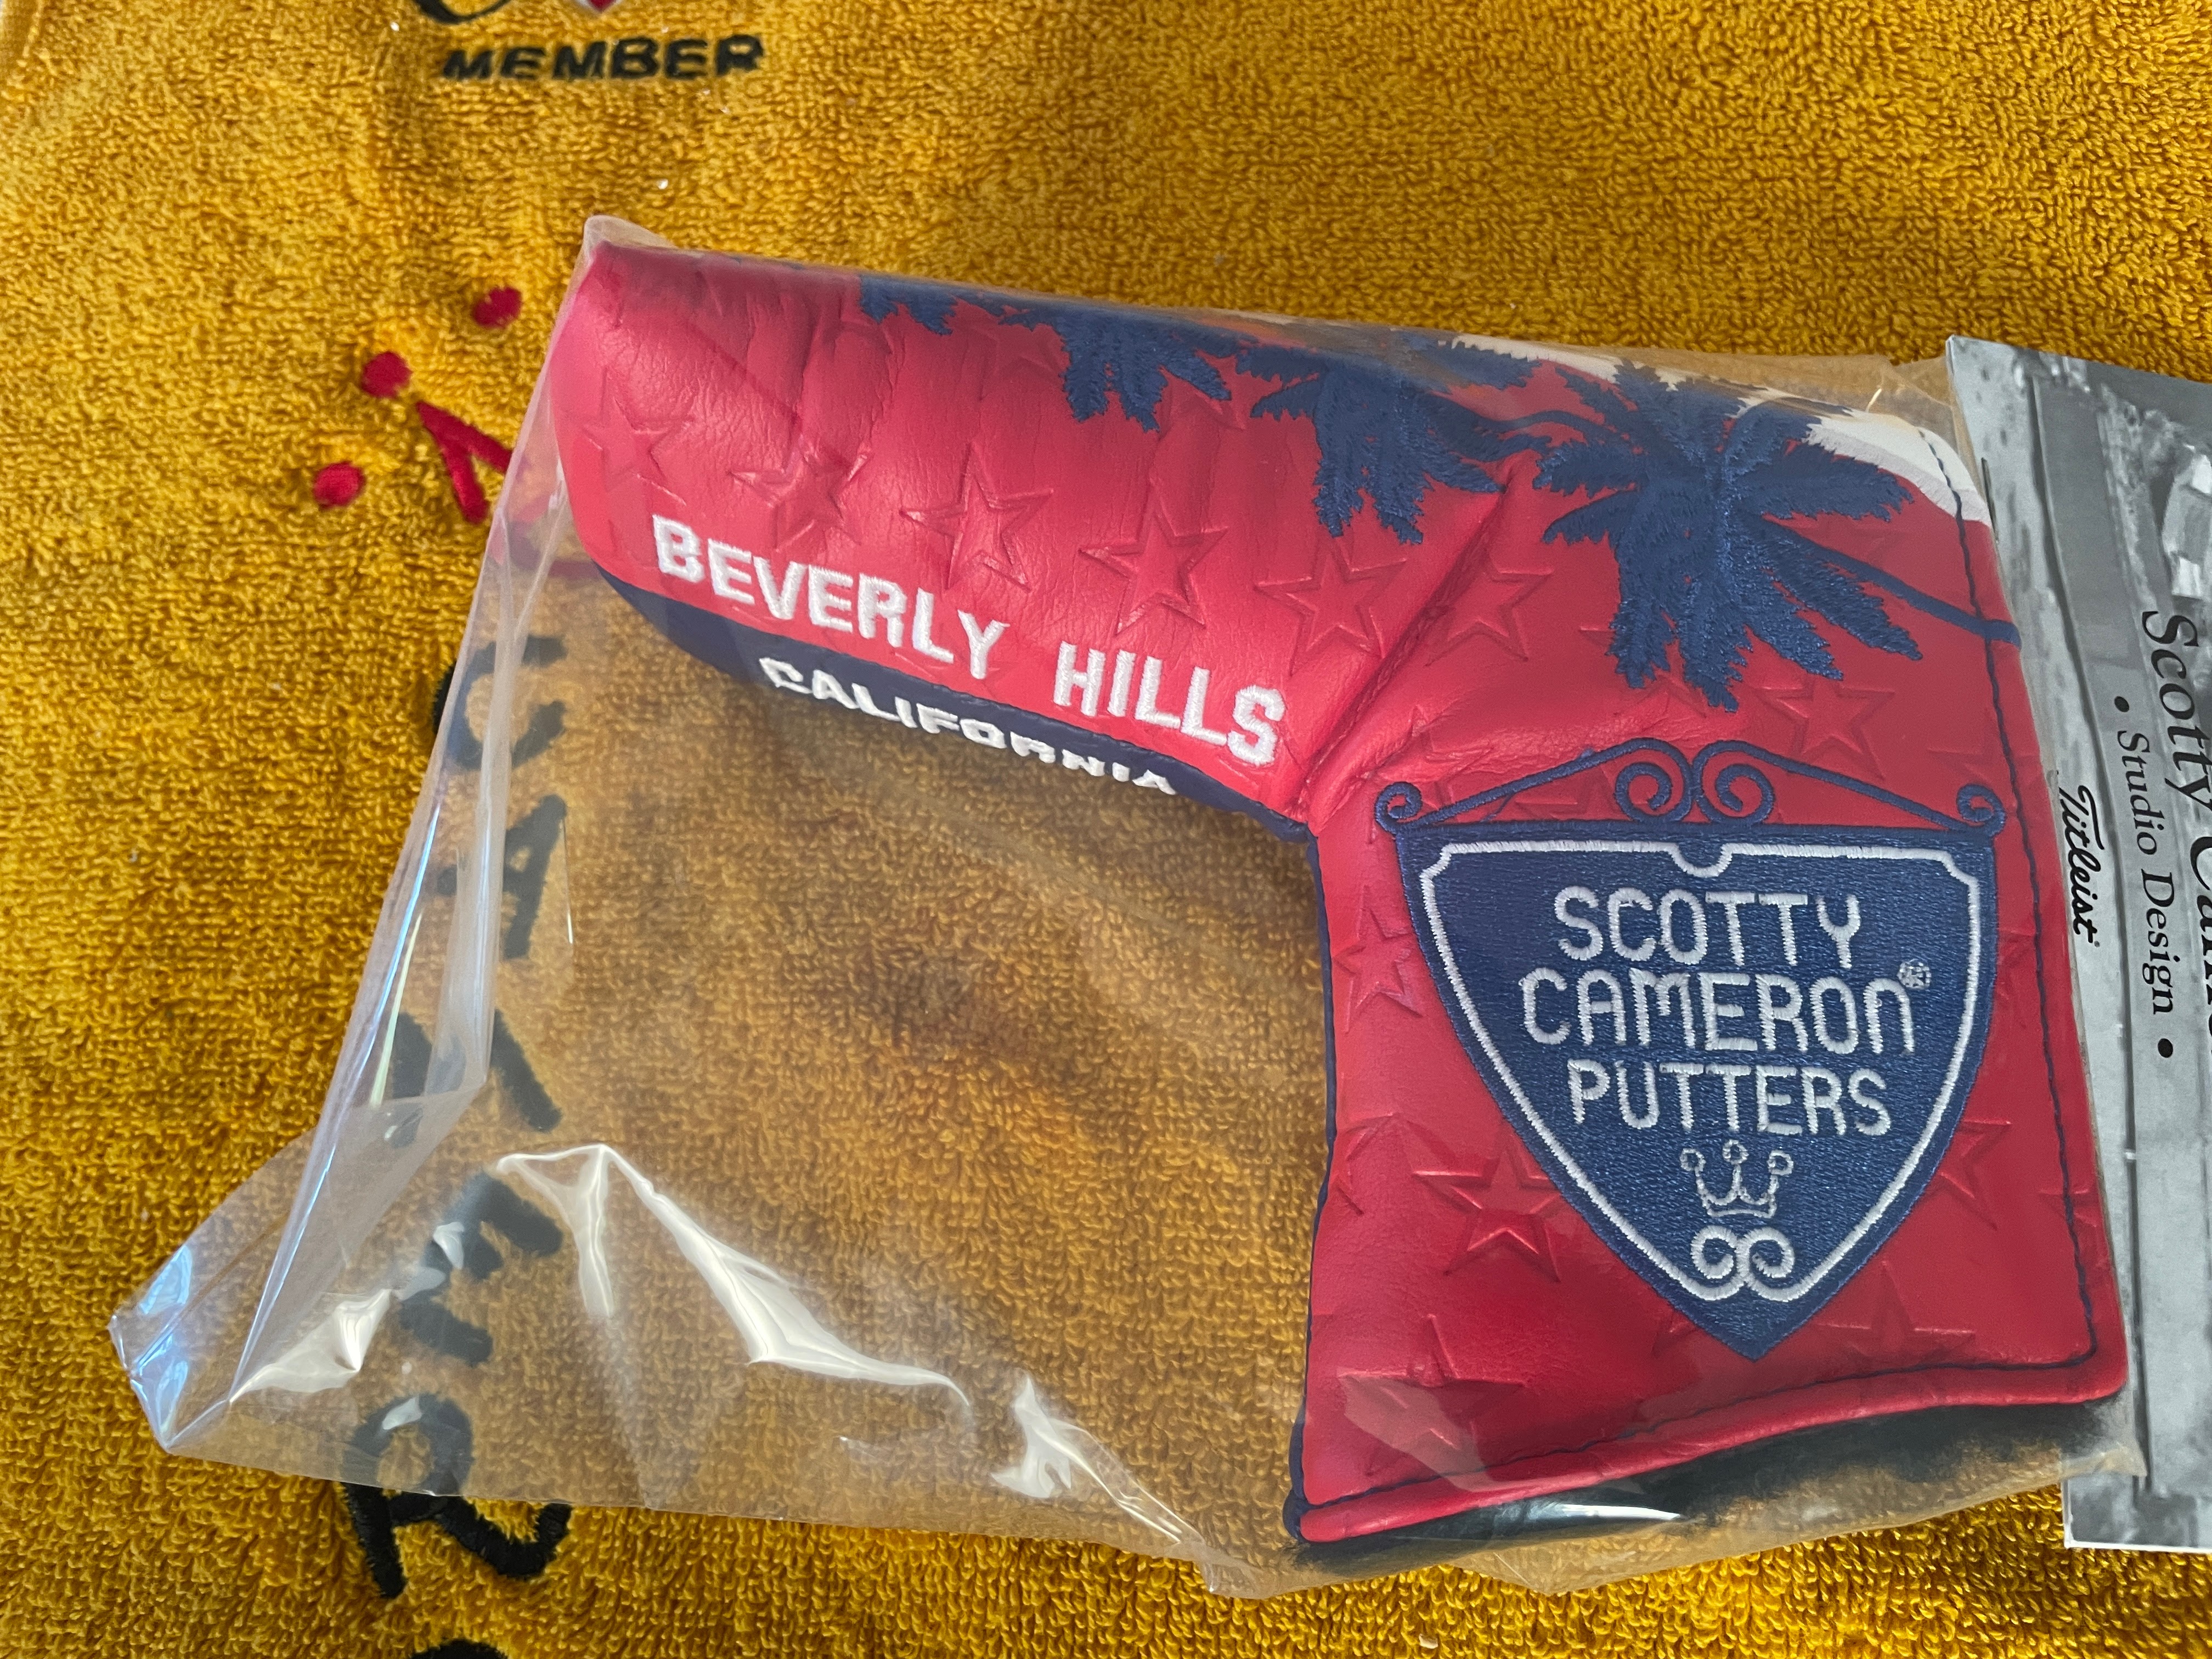 MEMBER
BEVERLY HILLS
CALIFORNIA
SCOTTY
CAMERON®
PUTTERS
Titleist
Scotty
• Studio Design •